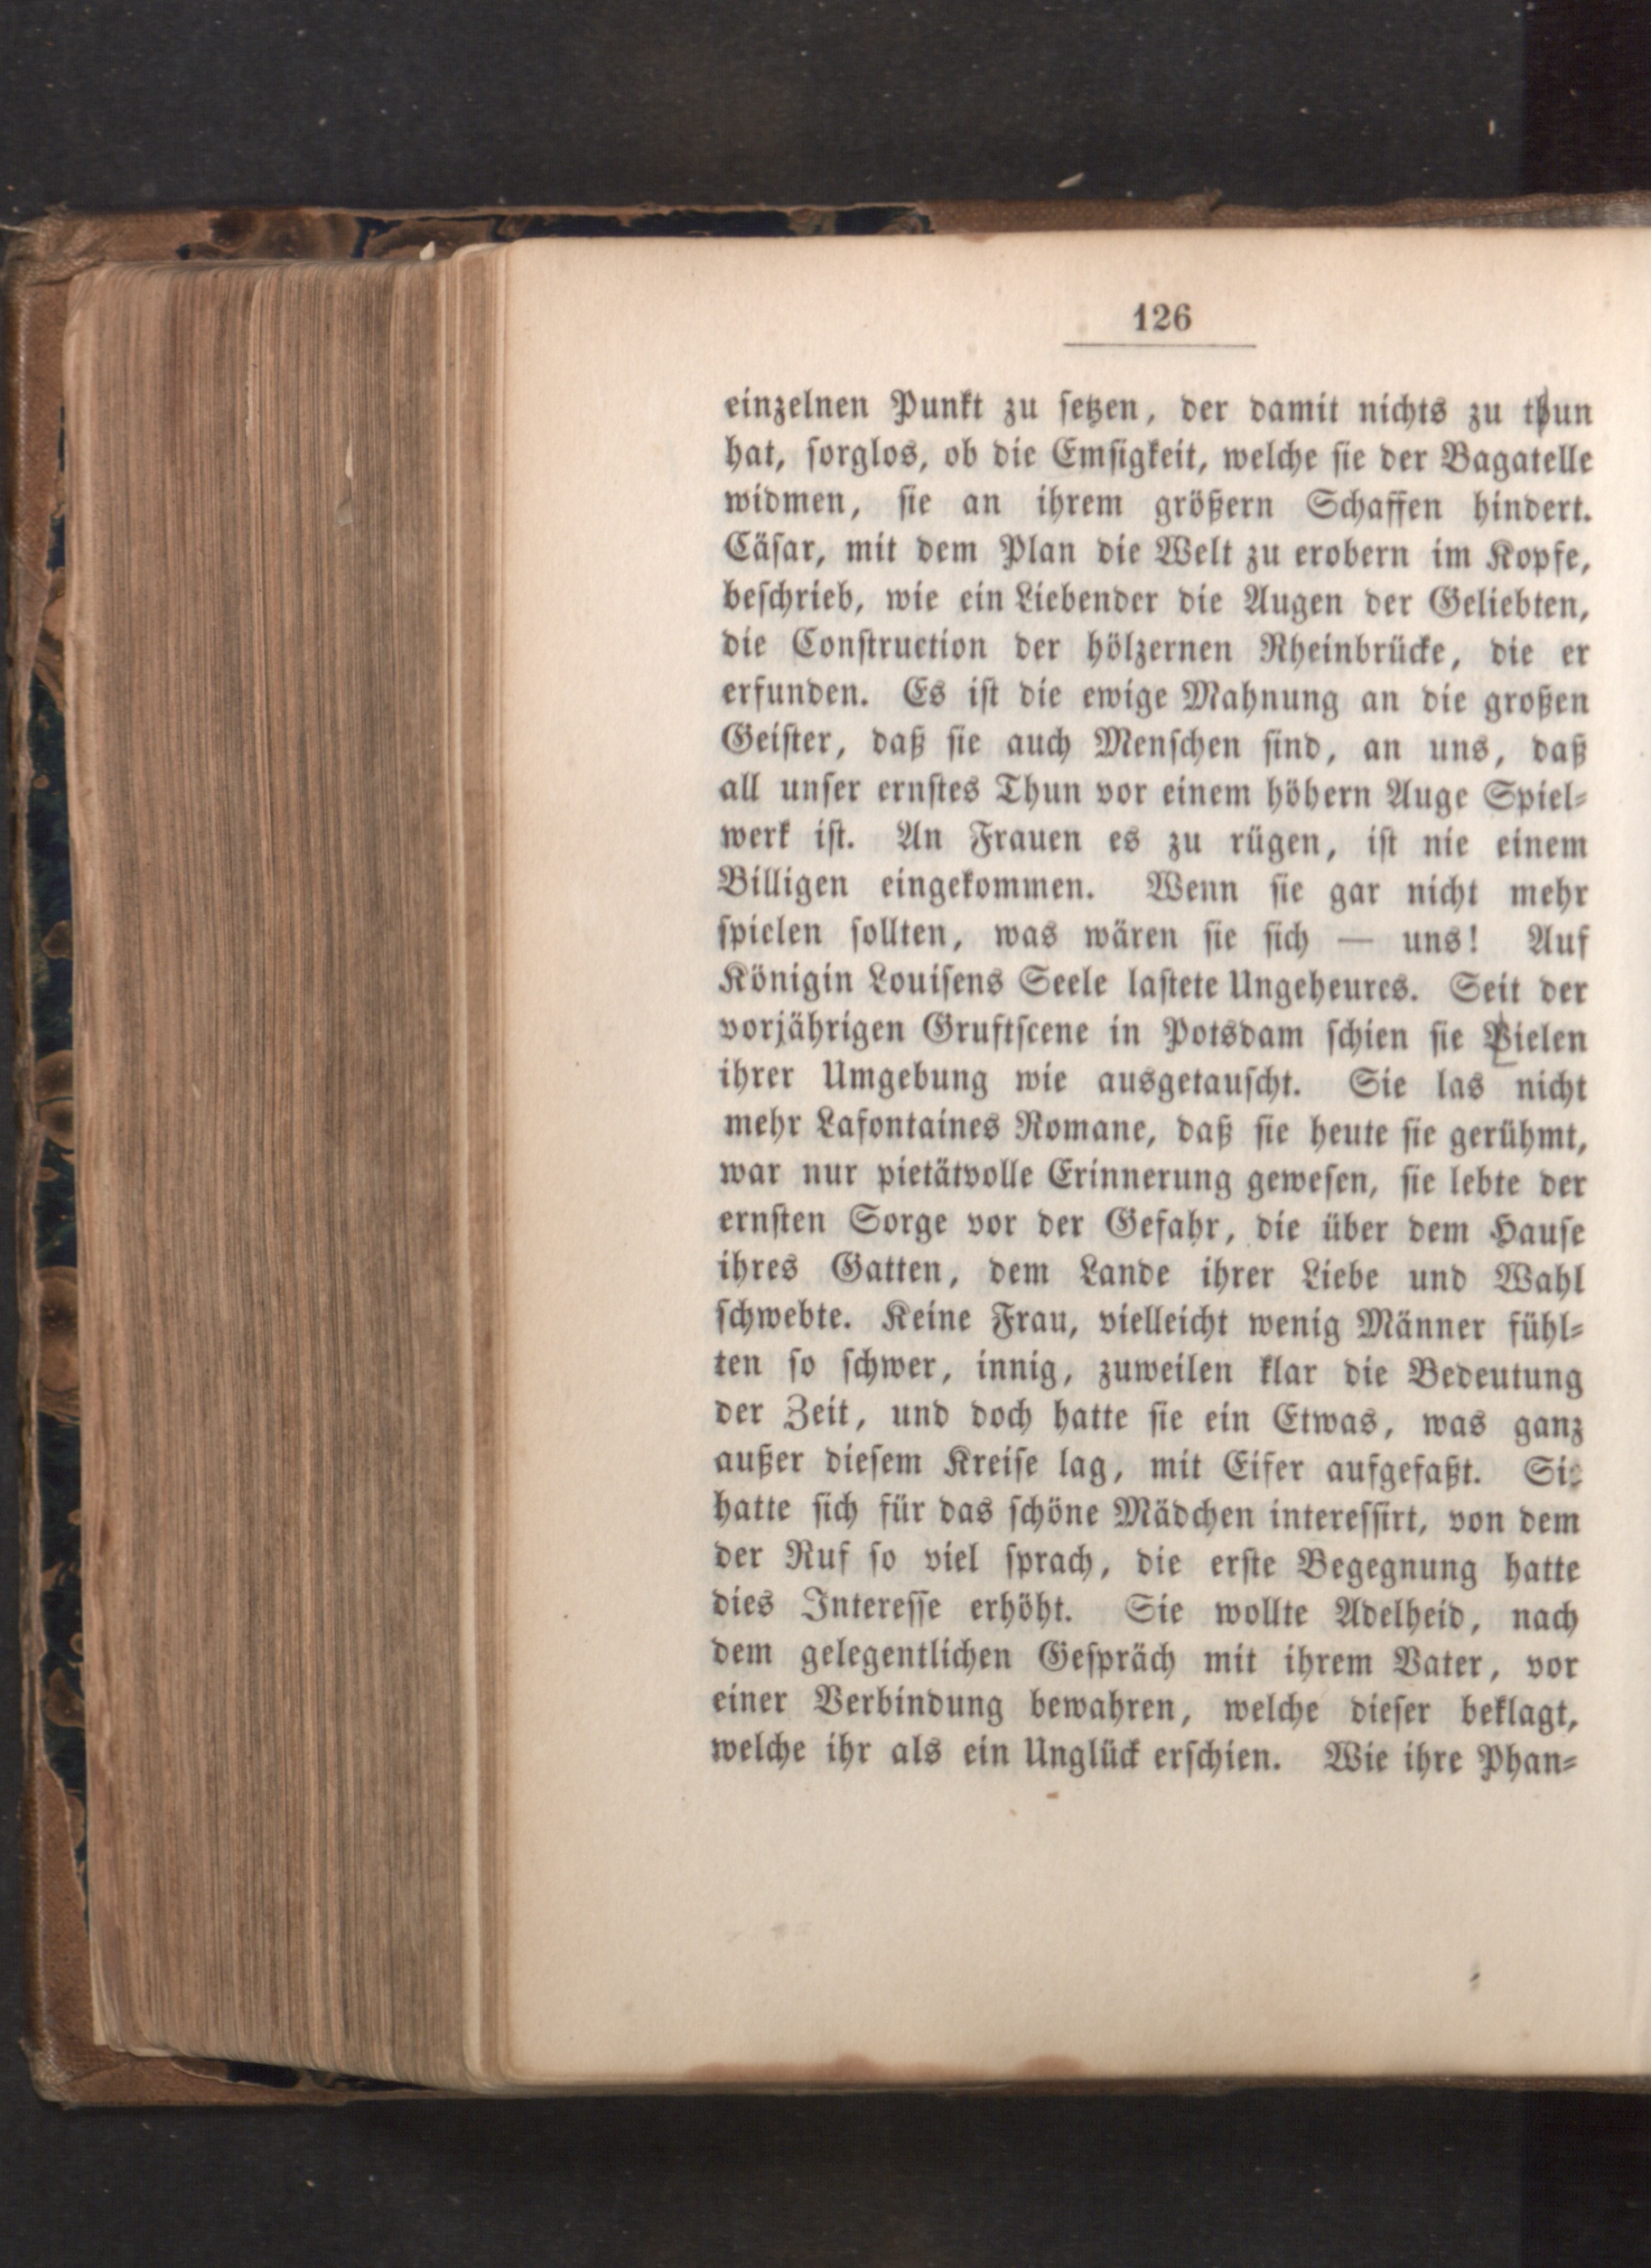 126
einzelnen Punkt zu setzen, der damit nichts zu thun
hat, sorglos, ob die Emsigkeit, welche sie der Bagatelle
widmen, sie an ihrem größern Schaffen hindert.
Cäsar, mit dem Plan die Welt zu erobern im Kopfe,
beschrieb, wie ein Liebender die Augen der Geliebten,
die Construction der hölzernen Rheinbrücke, die er
erfunden. Es ist die ewige Mahnung an die großen
Geister, daß sie auch Menschen sind, an uns, daß
all unser ernstes Thun vor einem höhern Auge Spiel-
werk ist. An Frauen es zu rügen, ist nie einem
Billigen eingekommen. Wenn sie gar nicht mehr
spielen sollten, was wären sie sich — uns! Auf
Königin Louisens Seele lastete Ungeheures. Seit der
vorjährigen Gruftscene in Potsdam schien sie Vielen
ihrer Umgebung wie ausgetauscht. Sie las nicht
mehr Lafontaines Romane, daß sie heute sie gerühmt,
war nur pietätvolle Erinnerung gewesen, sie lebte der
ernsten Sorge vor der Gefahr, die über dem Hause
ihres Gatten, dem Lande ihrer Liebe und Wahl
schwebte. Keine Frau, vielleicht wenig Männer fühl-
ten so schwer, innig, zuweilen klar die Bedeutung
der Zeit, und doch hatte sie ein Etwas, was ganz
außer diesem Kreise lag, mit Eifer aufgefaßt. Sie
hatte sich für das schöne Mädchen interessirt, von dem
der Ruf so viel sprach, die erste Begegnung hatte
dies Interesse erhöht. Sie wollte Adelheid, nach
dem gelegentlichen Gespräch mit ihrem Vater, vor
einer Verbindung bewahren, welche dieser beklagt,
welche ihr als ein Unglück erschien. Wie ihre Phan-